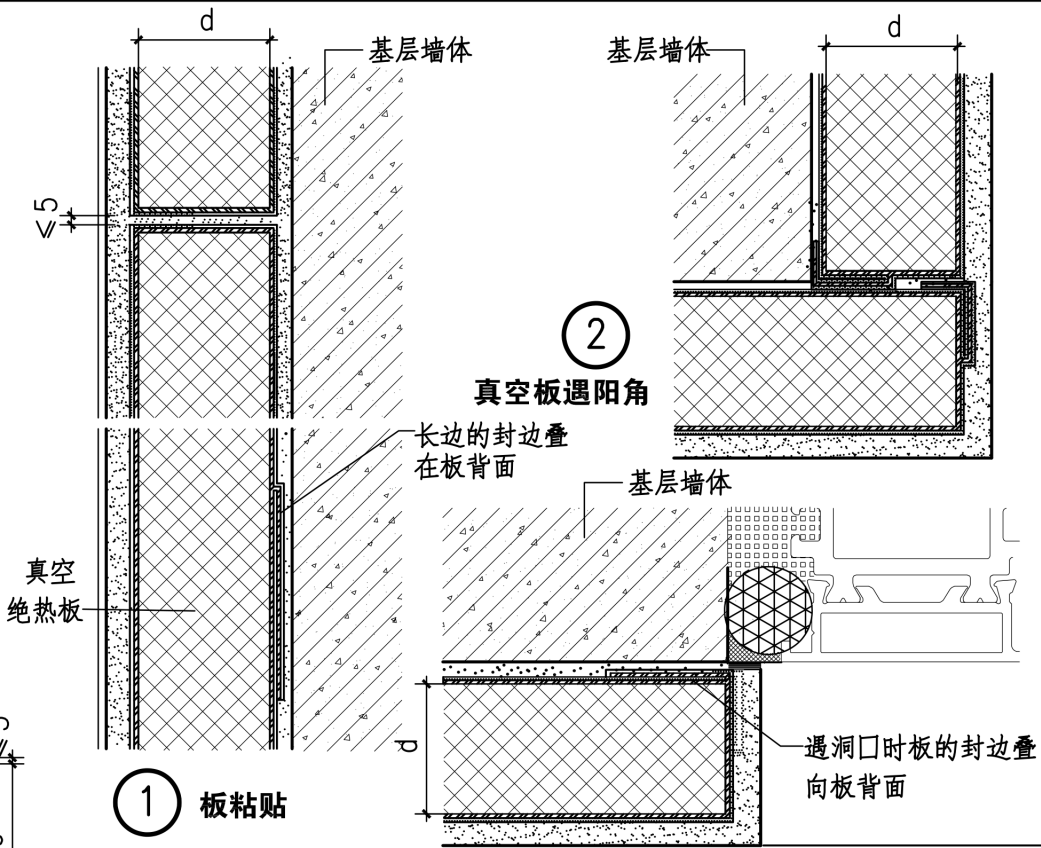 d
基层墙体
≤5
基层墙体
d
②
真空板遇阳角
长边的封边叠
在板背面
基层墙体
真空
绝热板
d
遇洞口时板的封边叠
向板背面
① 板粘贴